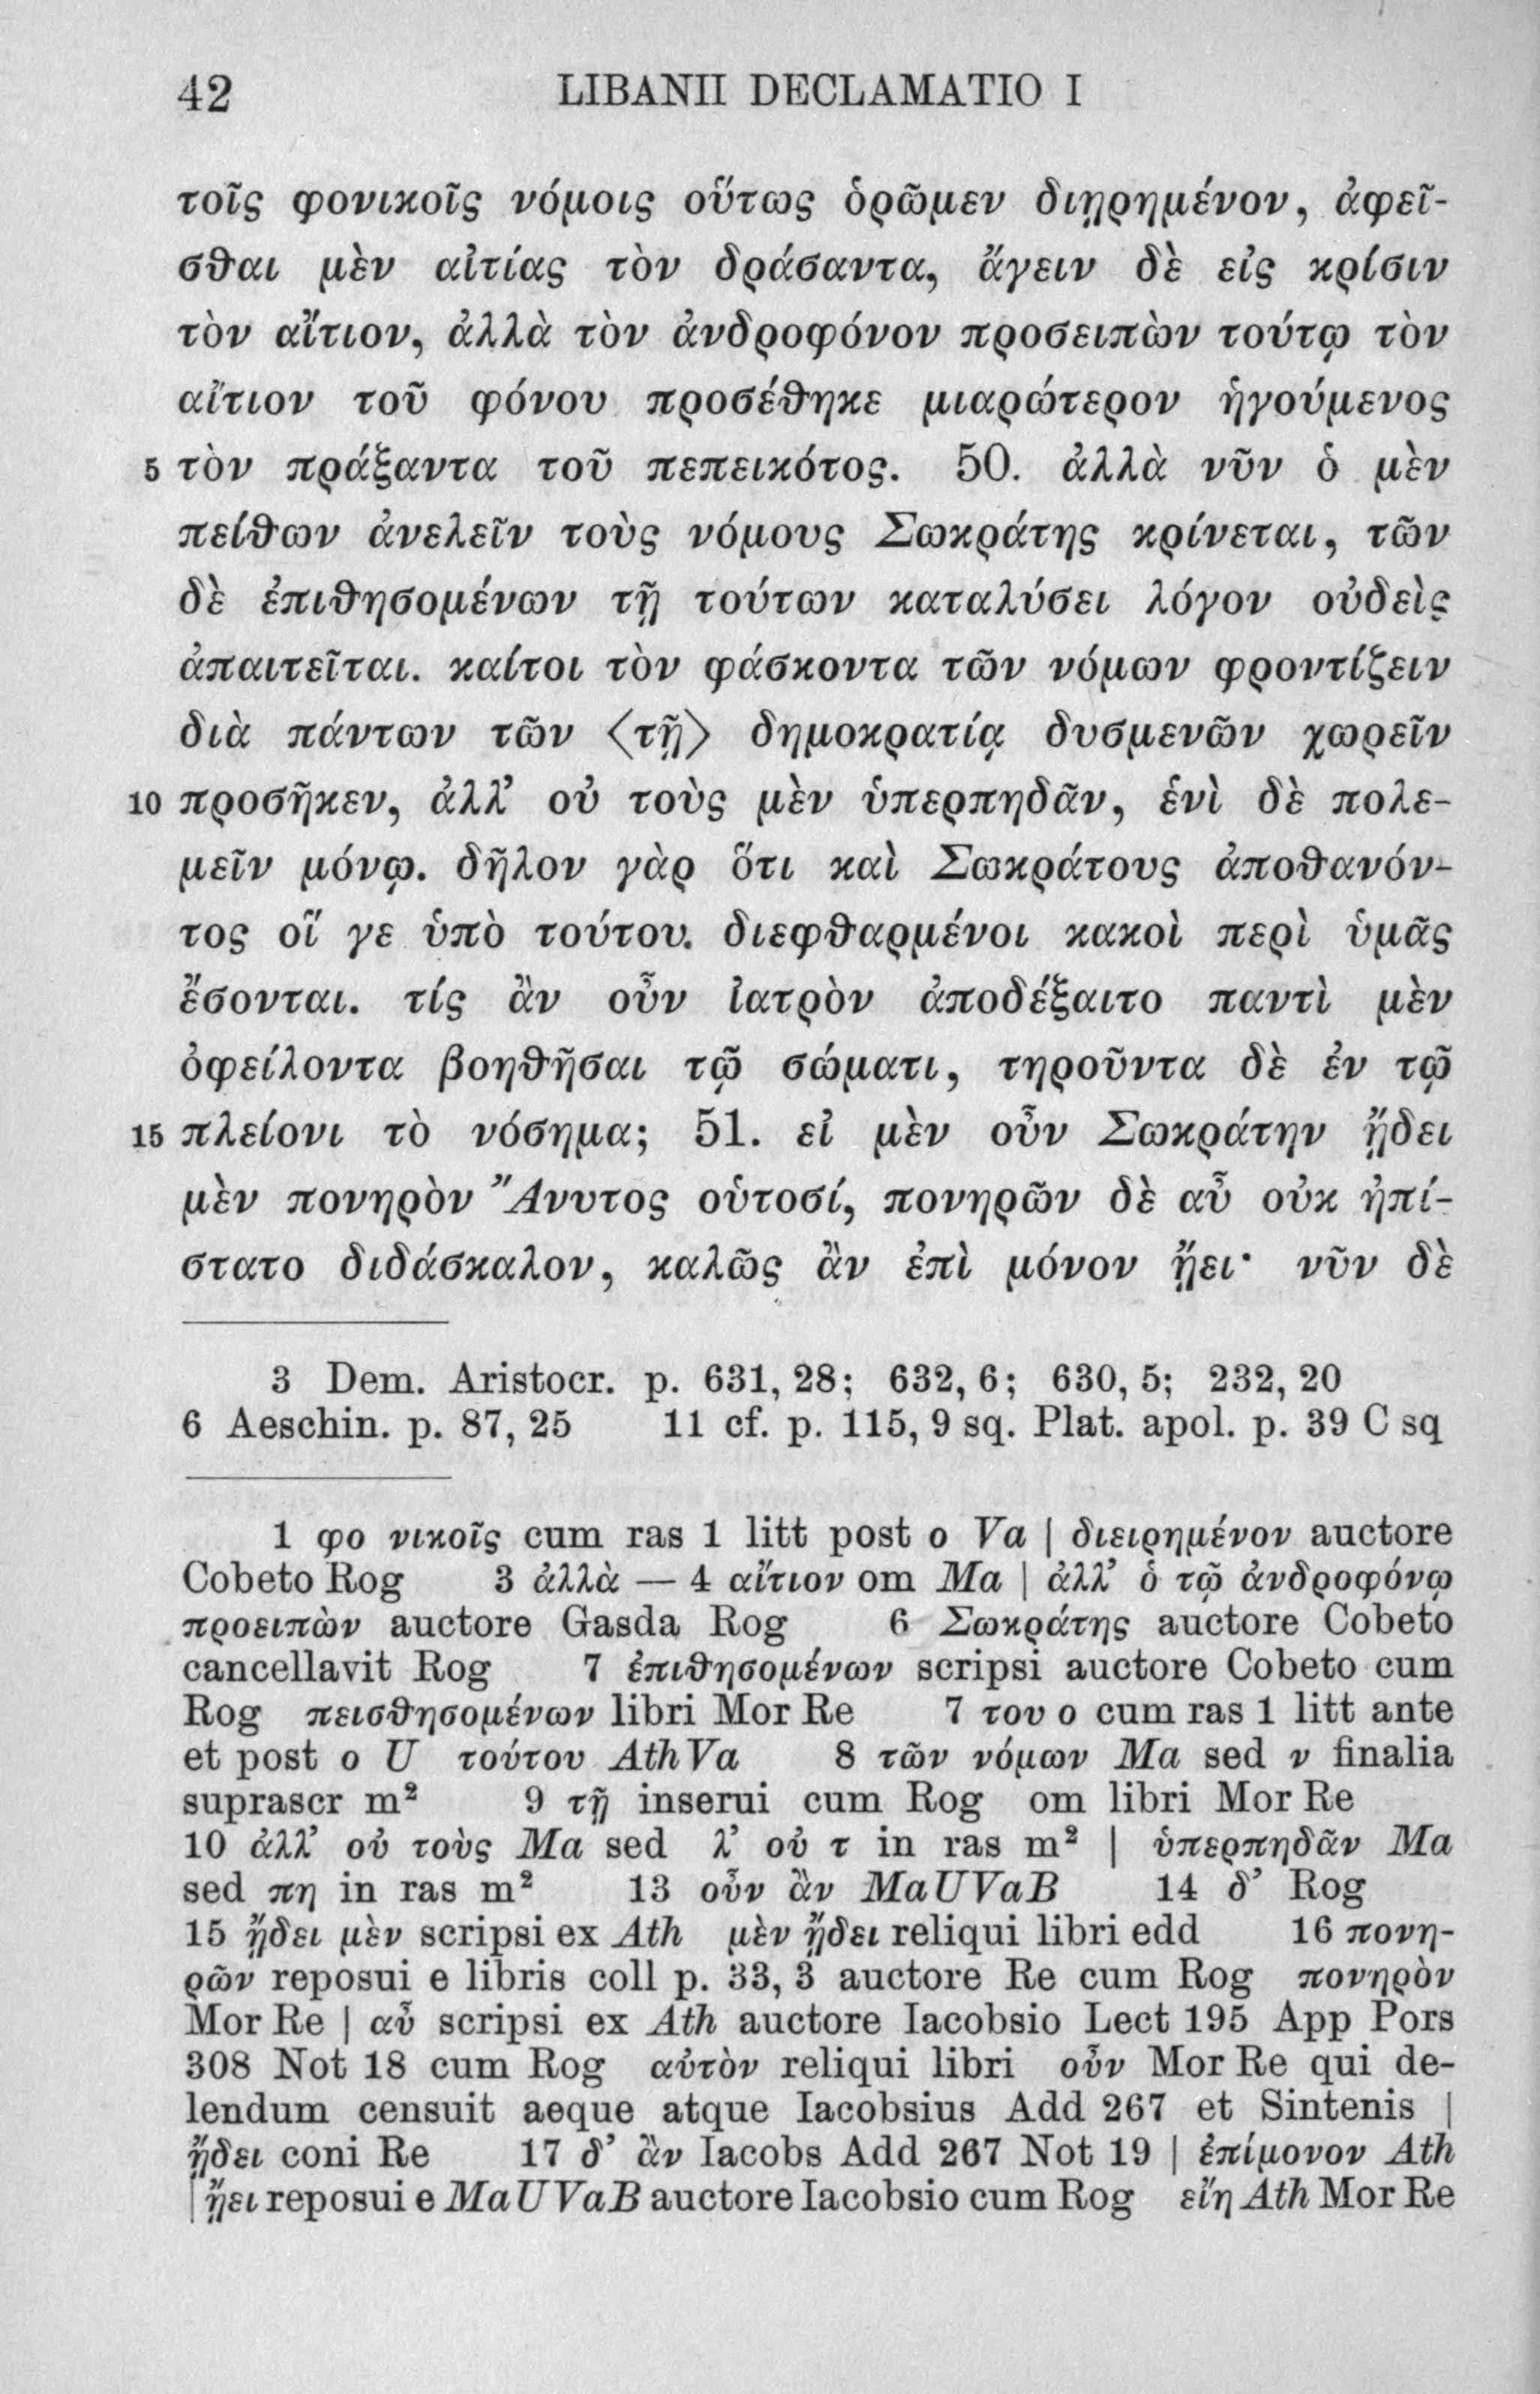 42 LIBANII DECLAMATIO I
τοῖς φονικοῖς νόμοις οὕτως ὁρῶμεν διῃρημένον, ἀφεῖ-
σθαι μὲν αἰτίας τὸν δράσαντα, ἄγειν δὲ εἰς κρίσιν
τὸν αἴτιον, ἀλλὰ τὸν ἀνδροφόνον προσειπὼν τούτῳ τὸν
αἴτιον τοῦ φόνου προσέθηκε μιαρώτερον ἡγούμενος
5 τὸν πράξαντα τοῦ πεπεικότος. 50. ἀλλὰ νῦν ὁ μὲν
πείθων ἀνελεῖν τοὺς νόμους Σωκράτης κρίνεται, τῶν
δὲ ἐπιθησομένων τῇ τούτων καταλύσει λόγον οὐδεὶς
ἀπαιτεῖται. καίτοι τὸν φάσκοντα τῶν νόμων φροντίζειν
διὰ πάντων τῶν ⟨τῇ⟩ δημοκρατίᾳ δυσμενῶν χωρεῖν
10 προσῆκεν, ἀλλ’ οὐ τοὺς μὲν ὑπερπηδᾶν, ἑνὶ δὲ πολε-
μεῖν μόνῳ. δῆλον γὰρ ὅτι καὶ Σωκράτους ἀποθανόν-
τος οἵ γε ὑπὸ τούτου. διεφθαρμένοι κακοὶ περὶ ὑμᾶς
ἔσονται. τίς ἂν οὖν ἰατρὸν ἀποδέξαιτο παντὶ μὲν
ὀφείλοντα βοηθῆσαι τῷ σώματι, τηροῦντα δὲ ἐν τῷ
15 πλείονι τὸ νόσημα; 51. εἰ μὲν οὖν Σωκράτην ᾔδει
μὲν πονηρὸν Ἄνυτος οὑτοσί, πονηρῶν δὲ αὖ οὐκ ἠπί-
στατο διδάσκαλον, καλῶς ἂν ἐπὶ μόνον ᾔει· νῦν δὲ
3 Dem. Aristocr. p. 631, 28; 632, 6; 630, 5; 232, 20
6 Aeschin. p. 87, 25 11 cf. p. 115, 9 sq. Plat. apol. p. 39 C sq
1 φο νικοῖς cum ras 1 litt post ο Va | διειρημένον auctore
Cobeto Rog 3 ἀλλὰ — 4 αἴτιον om Ma | ἀλλ’ ὁ τῷ ἀνδροφόνῳ
προειπὼν auctore Gasda Rog 6 Σωκράτης auctore Cobeto
cancellavit Rog 7 ἐπιθησομένων scripsi auctore Cobeto cum
Rog πεισθησομένων libri Mor Re 7 του ο cum ras 1 litt ante
et post ο U τούτου Ath Va 8 τῶν νόμων Ma sed ν finalia
suprascr m² 9 τῇ inserui cum Rog om libri Mor Re
10 ἀλλ’ οὐ τοὺς Ma sed λ’ οὐ τ in ras m² | ὑπερπηδᾶν Ma
sed πη in ras m² 13 οὖν ἂν Ma U Va B 14 δ’ Rog
15 ᾔδει μὲν scripsi ex Ath μὲν ᾔδει reliqui libri edd 16 πονη-
ρῶν reposui e libris coll p. 33, 3 auctore Re cum Rog πονηρὸν
Mor Re | αὖ scripsi ex Ath auctore Iacobsio Lect 195 App Pors
308 Not 18 cum Rog αὐτὸν reliqui libri οὖν Mor Re qui de-
lendum censuit aeque atque Iacobsius Add 267 et Sintenis |
ᾔδει coni Re 17 δ’ ἂν Iacobs Add 267 Not 19 | ἐπίμονον Ath
| ᾔει reposui e Ma U Va B auctore Iacobsio cum Rog εἴη Ath Mor Re